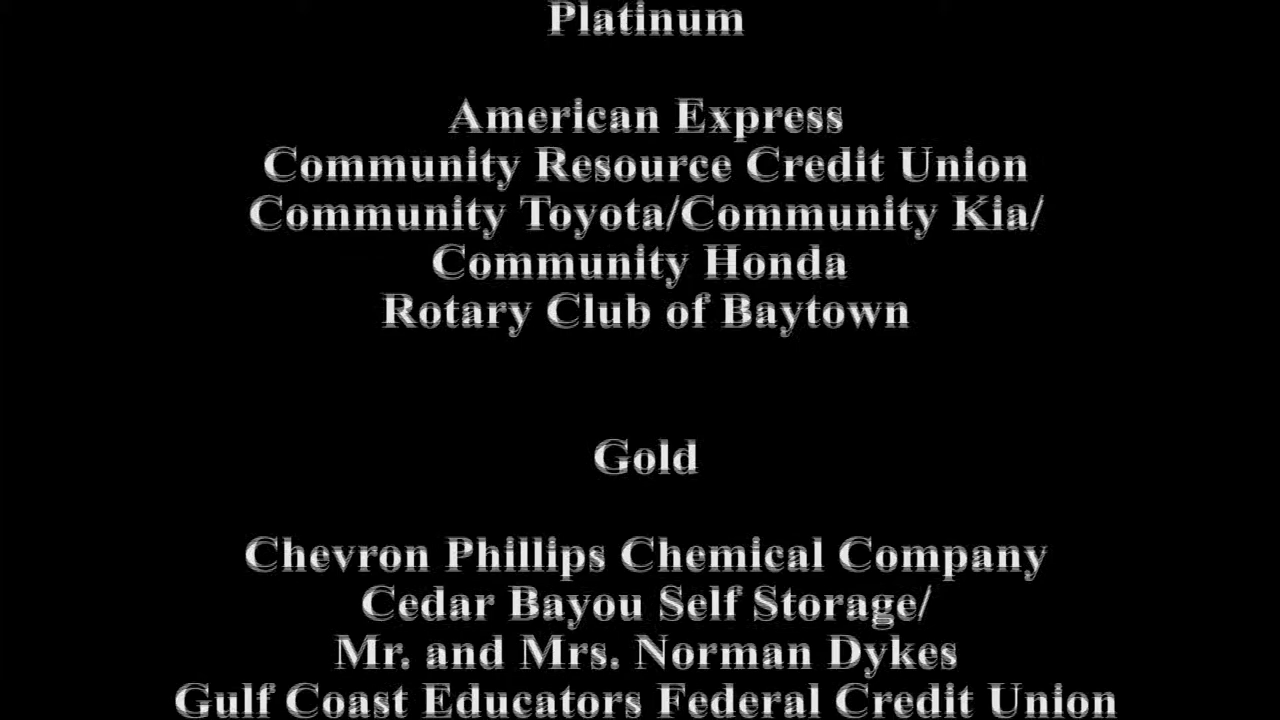 Platinum
American Express
Community Resource Credit Union
Community Toyota/Community Kia/
Community Honda
Rotary Club of Baytown
Gold
Chevron Phillips Chemical Company
Cedar Bayou Self Storage/
Mr. and Mrs. Norman Dykes
Gulf Coast Educators Federal Credit Union